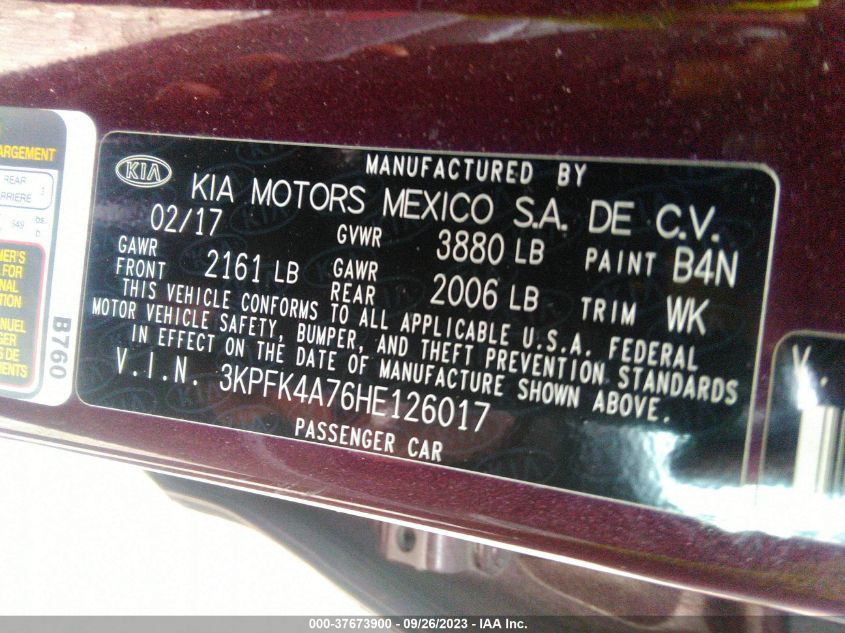 ARGEMENT
REAR
RRIERE
B760
KIA
MANUFACTURED BY
KIA MOTORS MEXICO S.A. DE C.V.
02/17 GVWR 3880 LB PAINT B4N
GAWR FRONT 2161 LB GAWR REAR 2006 LB TRIM WK
THIS VEHICLE CONFORMS TO ALL APPLICABLE U.S.A. FEDERAL
MOTOR VEHICLE SAFETY, BUMPER, AND THEFT PREVENTION STANDARDS
IN EFFECT ON THE DATE OF MANUFACTURE SHOWN ABOVE.
V.I.N. 3KPFK4A76HE126017
PASSENGER CAR
V.
000-37673900 - 09/26/2023 - IAA Inc.